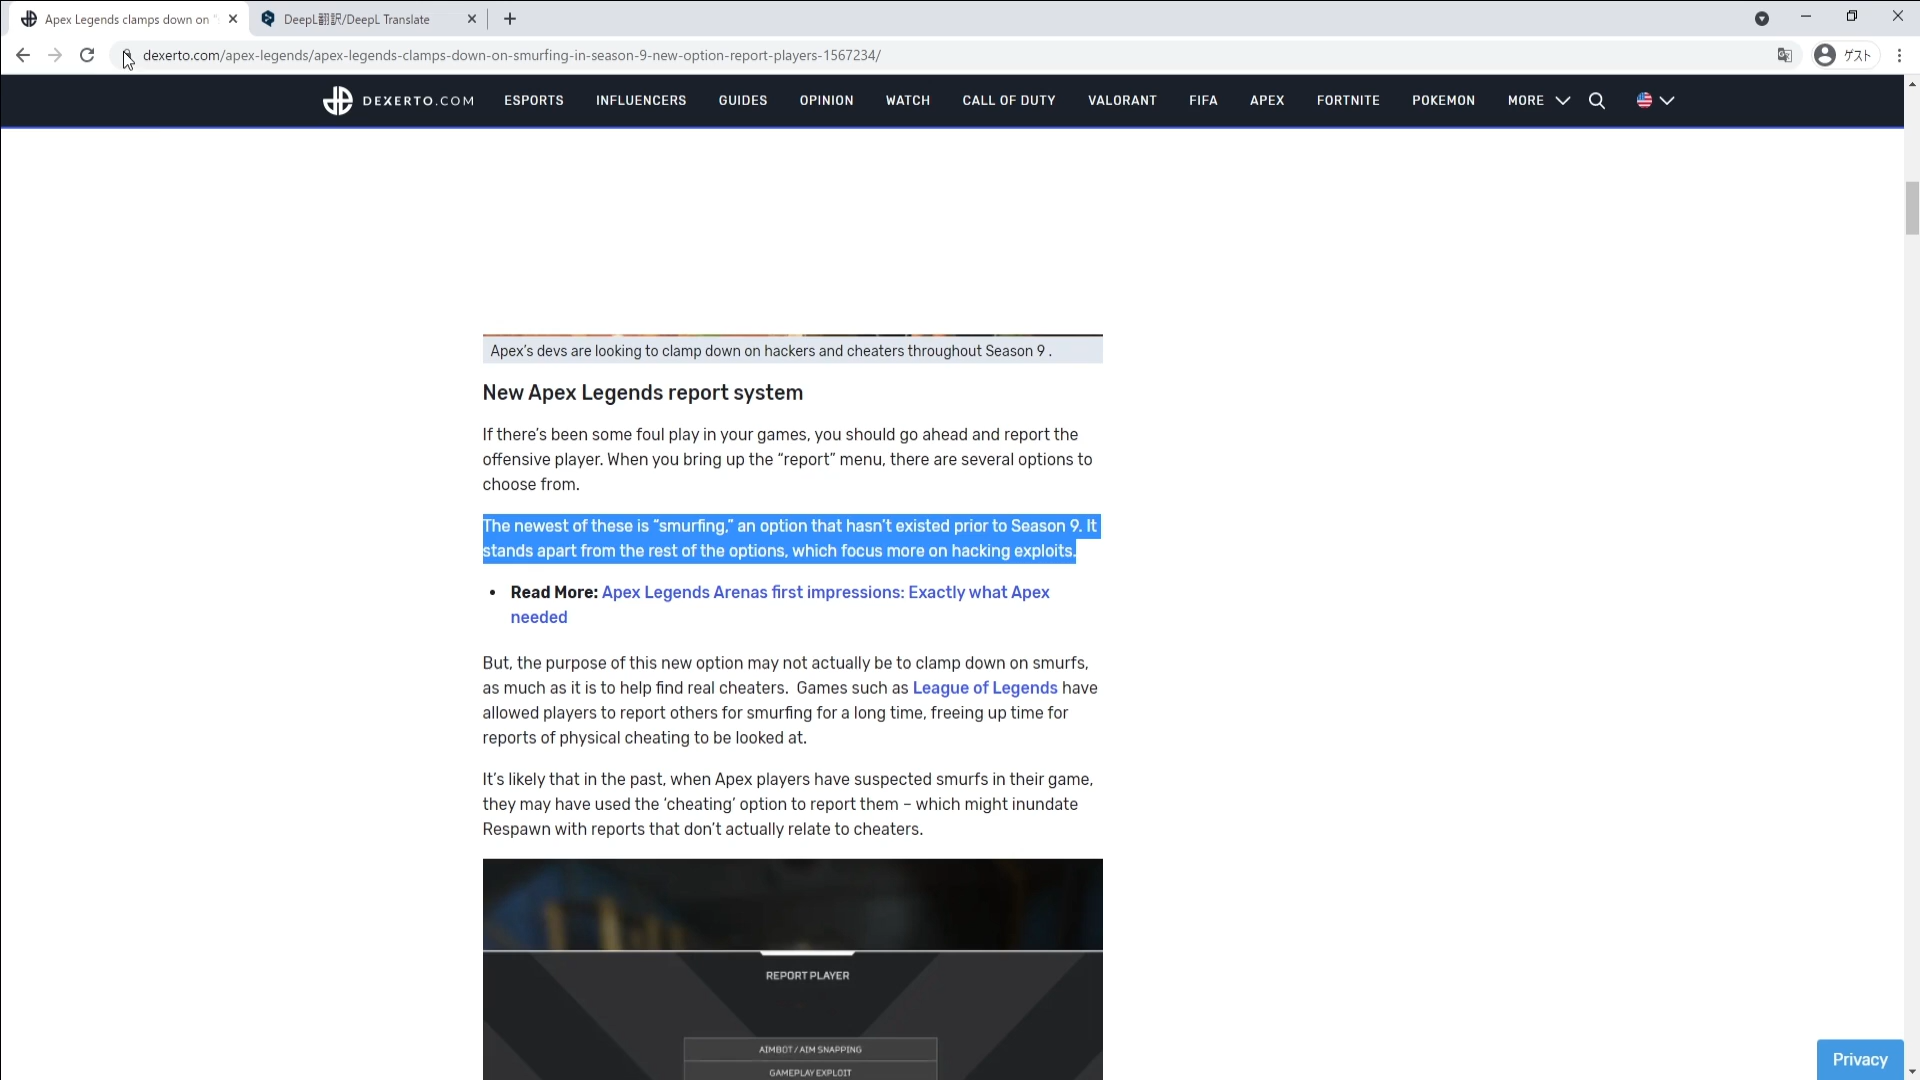 Apex Legends clamps down on "
DeepL翻訳/DeepL Translate
dexerto.com/apex-legends/apex-legends-clamps-down-on-smurfing-in-season-9-new-option-report-players-1567234/
ゲスト
DEXERTO.COM
ESPORTS
INFLUENCERS
GUIDES
OPINION
WATCH
CALL OF DUTY
VALORANT
FIFA
APEX
FORTNITE
POKEMON
MORE
Apex's devs are looking to clamp down on hackers and cheaters throughout Season 9 .
New Apex Legends report system
If there's been some foul play in your games, you should go ahead and report the
offensive player. When you bring up the “report” menu, there are several options to
choose from.
The newest of these is “smurfing,” an option that hasn't existed prior to Season 9. It
stands apart from the rest of the options, which focus more on hacking exploits.
• Read More: Apex Legends Arenas first impressions: Exactly what Apex
needed
But, the purpose of this new option may not actually be to clamp down on smurfs,
as much as it is to help find real cheaters.  Games such as League of Legends have
allowed players to report others for smurfing for a long time, freeing up time for
reports of physical cheating to be looked at.
It's likely that in the past, when Apex players have suspected smurfs in their game,
they may have used the ‘cheating’ option to report them – which might inundate
Respawn with reports that don't actually relate to cheaters.
REPORT PLAYER
AIMBOT / AIM SNAPPING
GAMEPLAY EXPLOIT
Privacy